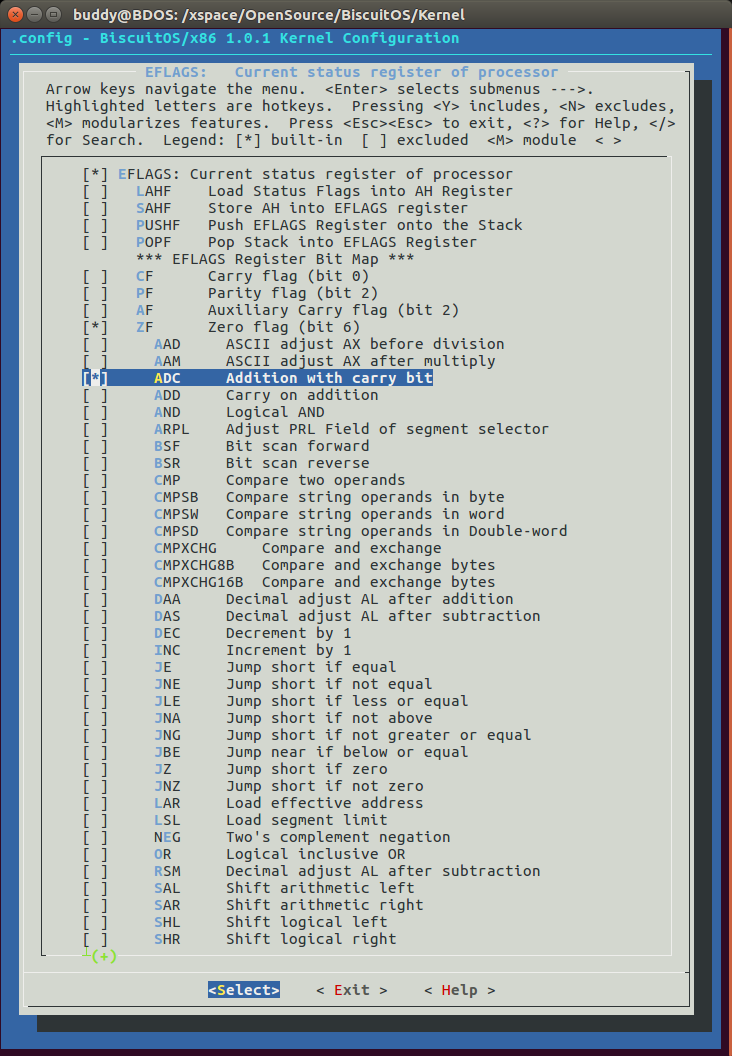 buddy@BDOS: /xspace/OpenSource/BiscuitOS/Kernel
.config - BiscuitOS/x86 1.0.1 Kernel Configuration
EFLAGS:   Current status register of processor
Arrow keys navigate the menu.  <Enter> selects submenus --->.
Highlighted letters are hotkeys.  Pressing <Y> includes, <N> excludes,
<M> modularizes features.  Press <Esc><Esc> to exit, <?> for Help, </>
for Search.  Legend: [*] built-in  [ ] excluded  <M> module  < >
[*] EFLAGS: Current status register of processor
[ ]   LAHF    Load Status Flags into AH Register
[ ]   SAHF    Store AH into EFLAGS register
[ ]   PUSHF   Push EFLAGS Register onto the Stack
[ ]   POPF    Pop Stack into EFLAGS Register
*** EFLAGS Register Bit Map ***
[ ]   CF      Carry flag (bit 0)
[ ]   PF      Parity flag (bit 2)
[ ]   AF      Auxiliary Carry flag (bit 2)
[*]   ZF      Zero flag (bit 6)
[ ]     AAD     ASCII adjust AX before division
[ ]     AAM     ASCII adjust AX after multiply
[*]     ADC     Addition with carry bit
[ ]     ADD     Carry on addition
[ ]     AND     Logical AND
[ ]     ARPL    Adjust PRL Field of segment selector
[ ]     BSF     Bit scan forward
[ ]     BSR     Bit scan reverse
[ ]     CMP     Compare two operands
[ ]     CMPSB   Compare string operands in byte
[ ]     CMPSW   Compare string operands in word
[ ]     CMPSD   Compare string operands in Double-word
[ ]     CMPXCHG     Compare and exchange
[ ]     CMPXCHG8B   Compare and exchange bytes
[ ]     CMPXCHG16B  Compare and exchange bytes
[ ]     DAA     Decimal adjust AL after addition
[ ]     DAS     Decimal adjust AL after subtraction
[ ]     DEC     Decrement by 1
[ ]     INC     Increment by 1
[ ]     JE      Jump short if equal
[ ]     JNE     Jump short if not equal
[ ]     JLE     Jump short if less or equal
[ ]     JNA     Jump short if not above
[ ]     JNG     Jump short if not greater or equal
[ ]     JBE     Jump near if below or equal
[ ]     JZ      Jump short if zero
[ ]     JNZ     Jump short if not zero
[ ]     LAR     Load effective address
[ ]     LSL     Load segment limit
[ ]     NEG     Two's complement negation
[ ]     OR      Logical inclusive OR
[ ]     RSM     Decimal adjust AL after subtraction
[ ]     SAL     Shift arithmetic left
[ ]     SAR     Shift arithmetic right
[ ]     SHL     Shift logical left
[ ]     SHR     Shift logical right
(+)
<Select>    < Exit >    < Help >